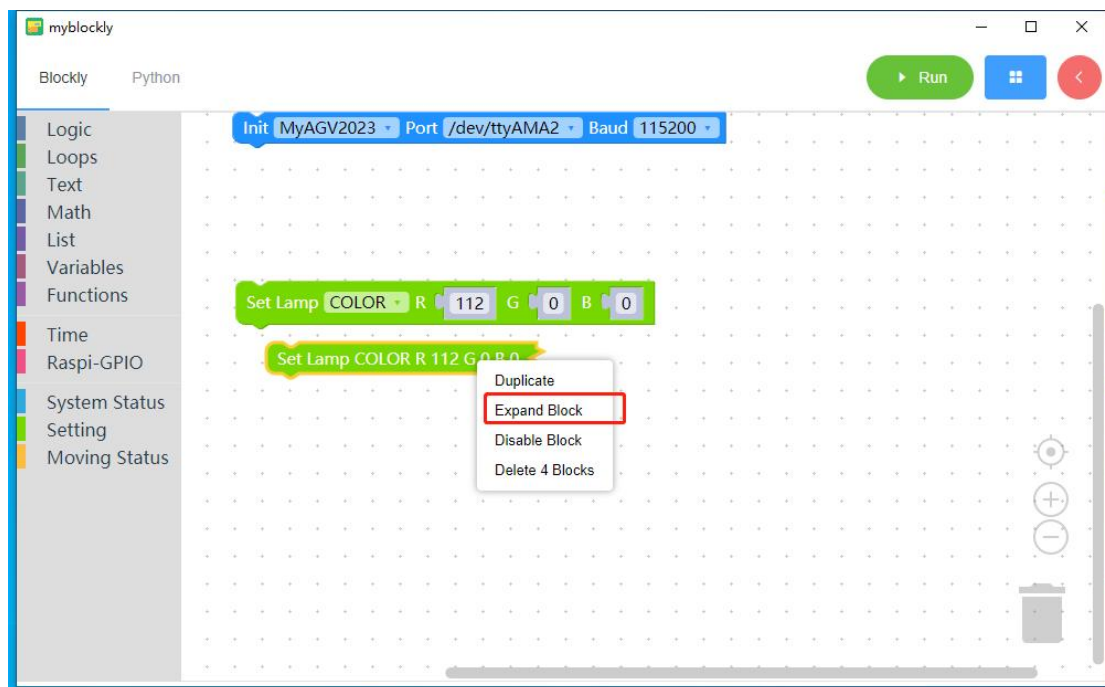 myblockly
Blockly Python
Run
Logic
Loops
Text
Math
List
Variables
Functions
Time
Raspi-GPIO
System Status
Setting
Moving Status
Init MyAGV2023 Port /dev/ttyAMA2 Baud 115200
Set Lamp COLOR R 112 G 0 B 0
Set Lamp COLOR R 112 G 0 B 0
Duplicate
Expand Block
Disable Block
Delete 4 Blocks